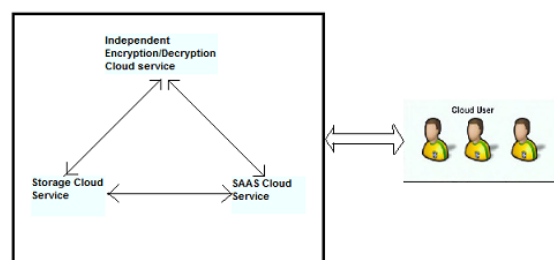 Independent
Encryption/Decryption
Cloud service
Cloud User
Storage Cloud
Service
SAAS Cloud
Service